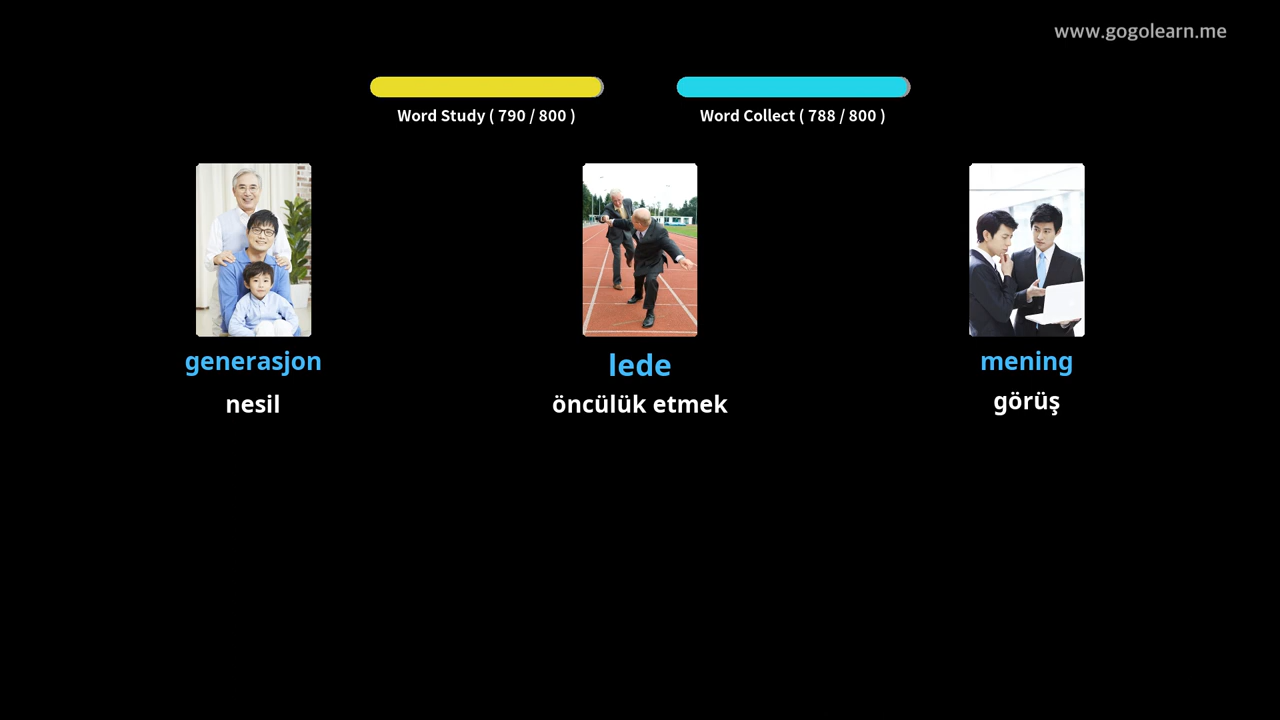 www.gogolearn.me
Word Study ( 790 / 800 )
Word Collect ( 788 / 800 )
generasjon
nesil
lede
öncülük etmek
mening
görüş